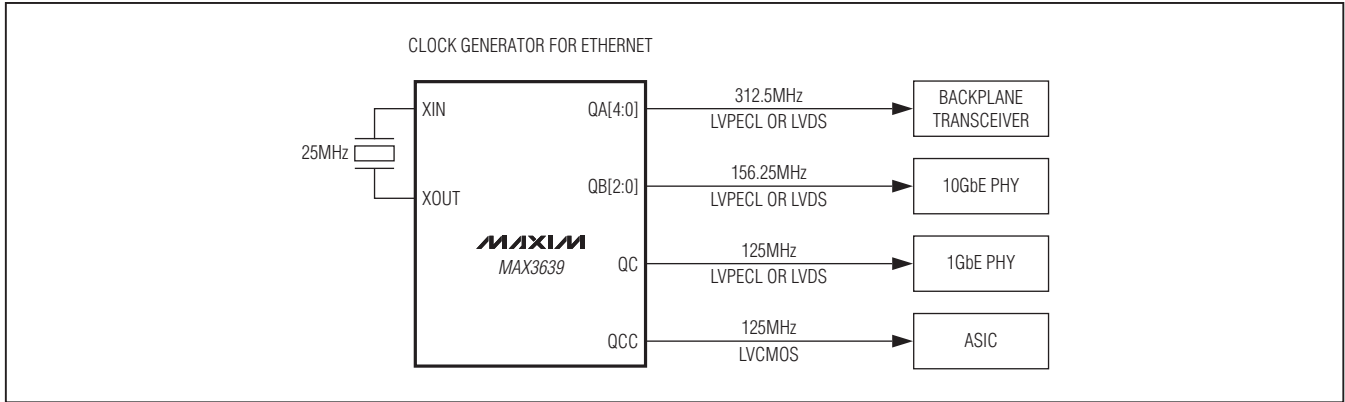 CLOCK GENERATOR FOR ETHERNET
25MHz
XIN
XOUT
MAXIM
MAX3639
QA[4:0]
312.5MHz
LVPECL OR LVDS
BACKPLANE
TRANSCEIVER
QB[2:0]
156.25MHz
LVPECL OR LVDS
10GbE PHY
QC
125MHz
LVPECL OR LVDS
1GbE PHY
QCC
125MHz
LVCMOS
ASIC